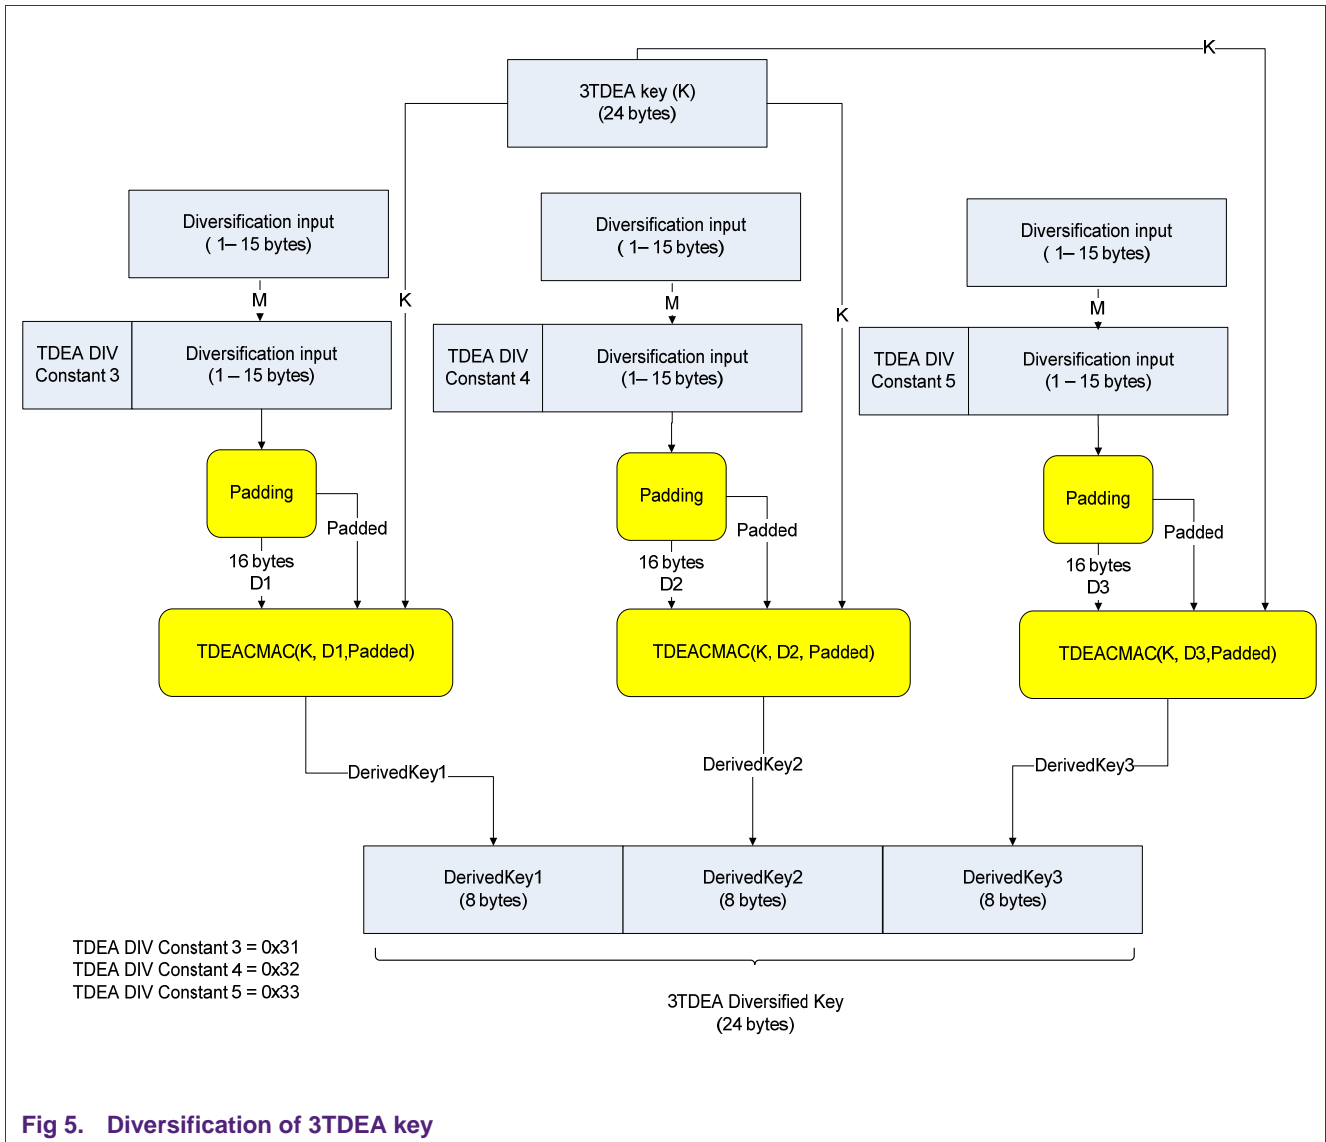 K
3TDEA key (K)
(24 bytes)
Diversification input
( 1– 15 bytes)
Diversification input
( 1– 15 bytes)
Diversification input
( 1– 15 bytes)
M
K
M
K
M
TDEA DIV
Constant 3
Diversification input
(1– 15 bytes)
TDEA DIV
Constant 4
Diversification input
(1– 15 bytes)
TDEA DIV
Constant 5
Diversification input
(1– 15 bytes)
Padding
Padded
16 bytes
D1
Padding
Padded
16 bytes
D2
Padding
Padded
16 bytes
D3
TDEACMAC(K, D1,Padded)
TDEACMAC(K, D2, Padded)
TDEACMAC(K, D3,Padded)
DerivedKey1
DerivedKey2
DerivedKey3
DerivedKey1
(8 bytes)
DerivedKey2
(8 bytes)
DerivedKey3
(8 bytes)
TDEA DIV Constant 3 = 0x31
TDEA DIV Constant 4 = 0x32
TDEA DIV Constant 5 = 0x33
3TDEA Diversified Key
(24 bytes)
Fig 5. Diversification of 3TDEA key